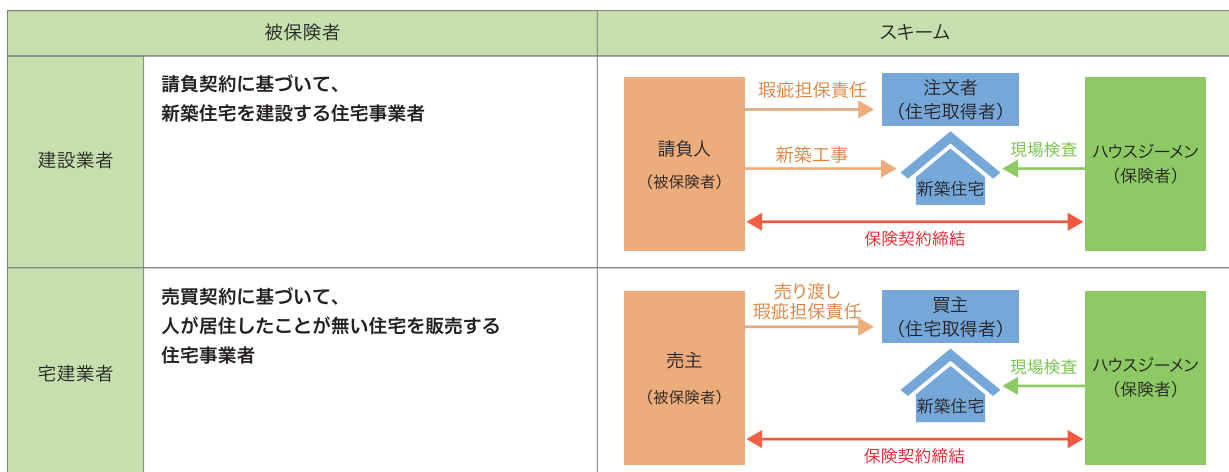 被保険者
スキーム
建設業者
請負契約に基づいて、
新築住宅を建設する住宅事業者
請負人
（被保険者）
瑕疵担保責任
新築工事
注文者
（住宅取得者）
新築住宅
現場検査
ハウスジーメン
（保険者）
保険契約締結
宅建業者
売買契約に基づいて、
人が居住したことが無い住宅を販売する
住宅事業者
売主
（被保険者）
売り渡し
瑕疵担保責任
買主
（住宅取得者）
新築住宅
現場検査
ハウスジーメン
（保険者）
保険契約締結